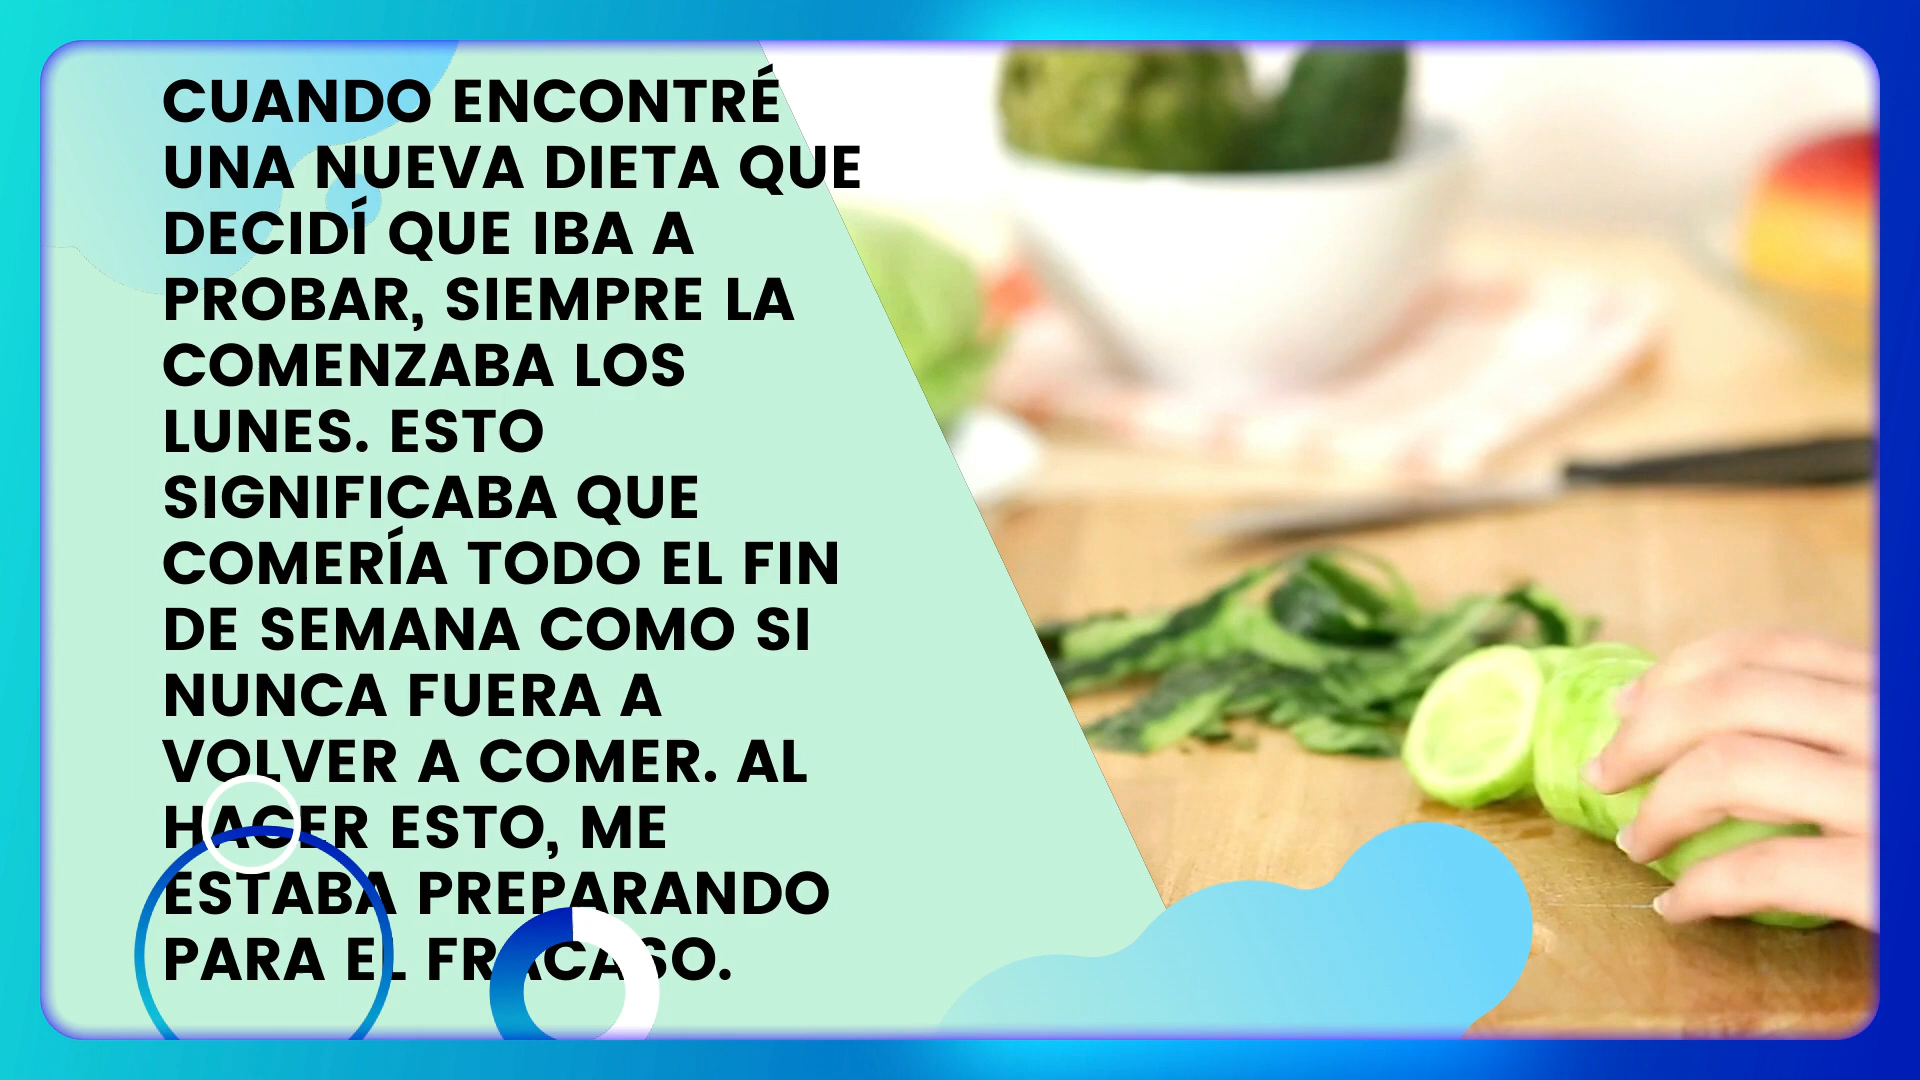 CUANDO ENCONTRÉ
UNA NUEVA DIETA QUE
DECIDÍ QUE IBA A
PROBAR, SIEMPRE LA
COMENZABA LOS
LUNES. ESTO
SIGNIFICABA QUE
COMERÍA TODO EL FIN
DE SEMANA COMO SI
NUNCA FUERA A
VOLVER A COMER. AL
HACER ESTO, ME
ESTABA PREPARANDO
PARA EL FRACASO.